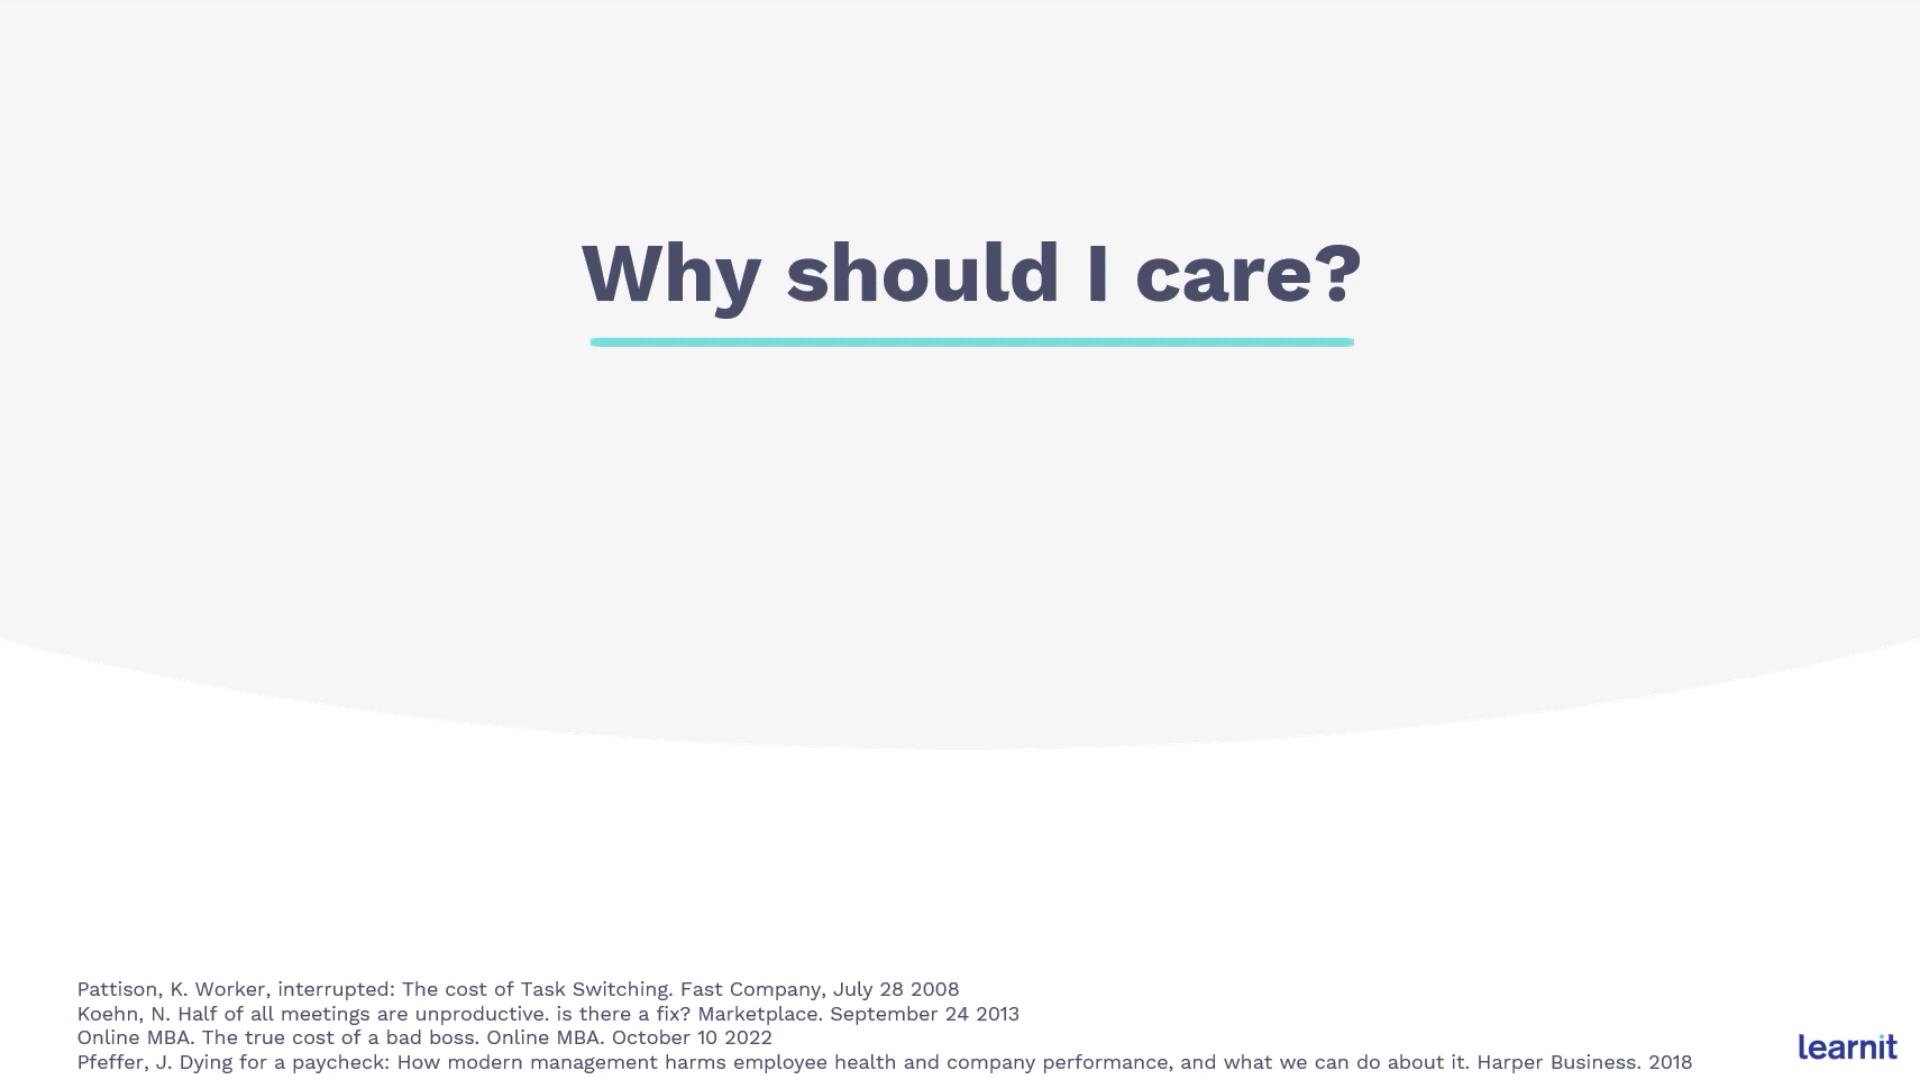 Why should I care?
Pattison, K. Worker, interrupted: The cost of Task Switching. Fast Company, July 28 2008
Koehn, N. Half of all meetings are unproductive. is there a fix? Marketplace. September 24 2013
Online MBA. The true cost of a bad boss. Online MBA. October 10 2022
Pfeffer, J. Dying for a paycheck: How modern management harms employee health and company performance, and what we can do about it. Harper Business. 2018
learnit